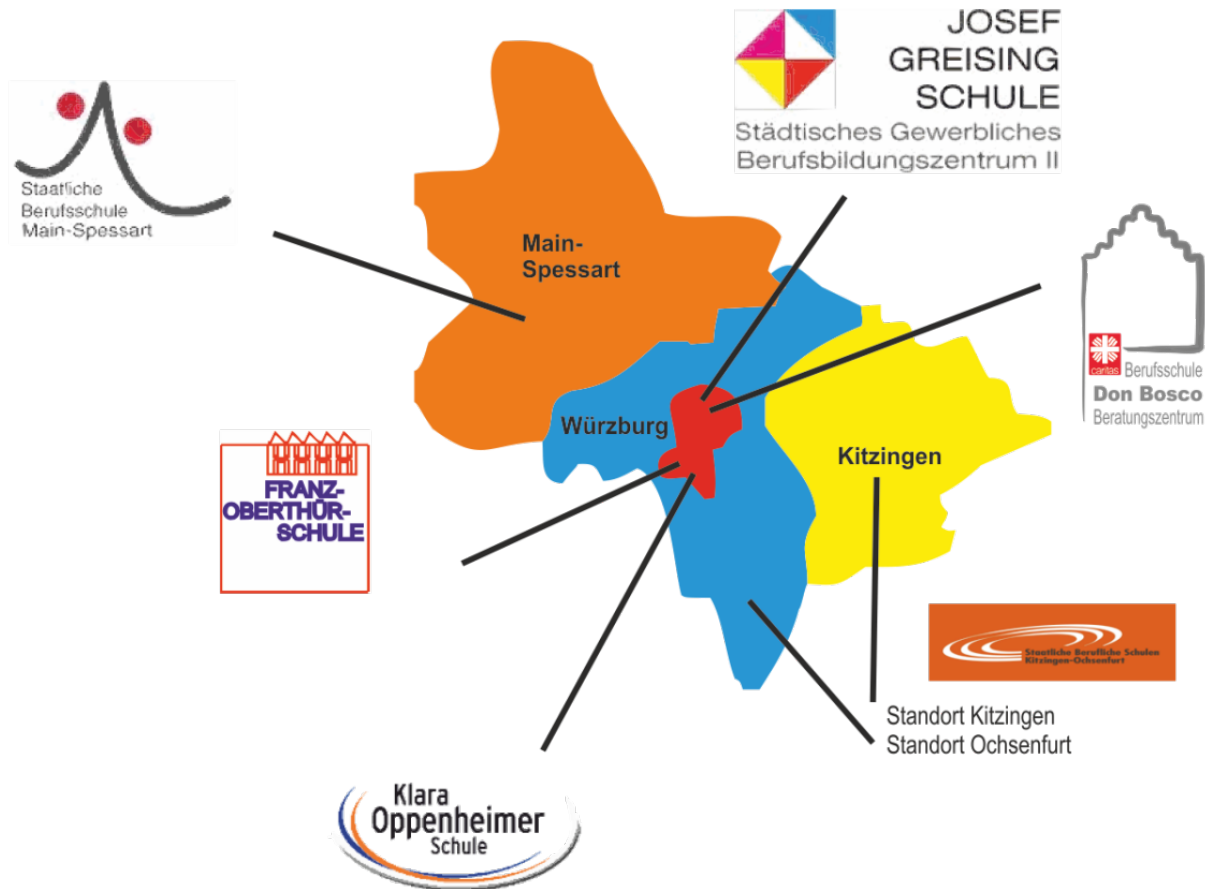 JOSEF
GREISING
SCHULE
Städtisches Gewerbliches
Berufsbildungszentrum II
Staatliche
Berufsschule
Main-Spessart
Main-
Spessart
caritas
Berufsschule
Don Bosco
Beratungszentrum
Würzburg
Kitzingen
FRANZ-
OBERTHÜR-
SCHULE
Staatliche Berufliche Schulen
Kitzingen-Ochsenfurt
Standort Kitzingen
Standort Ochsenfurt
Klara
Oppenheimer
Schule